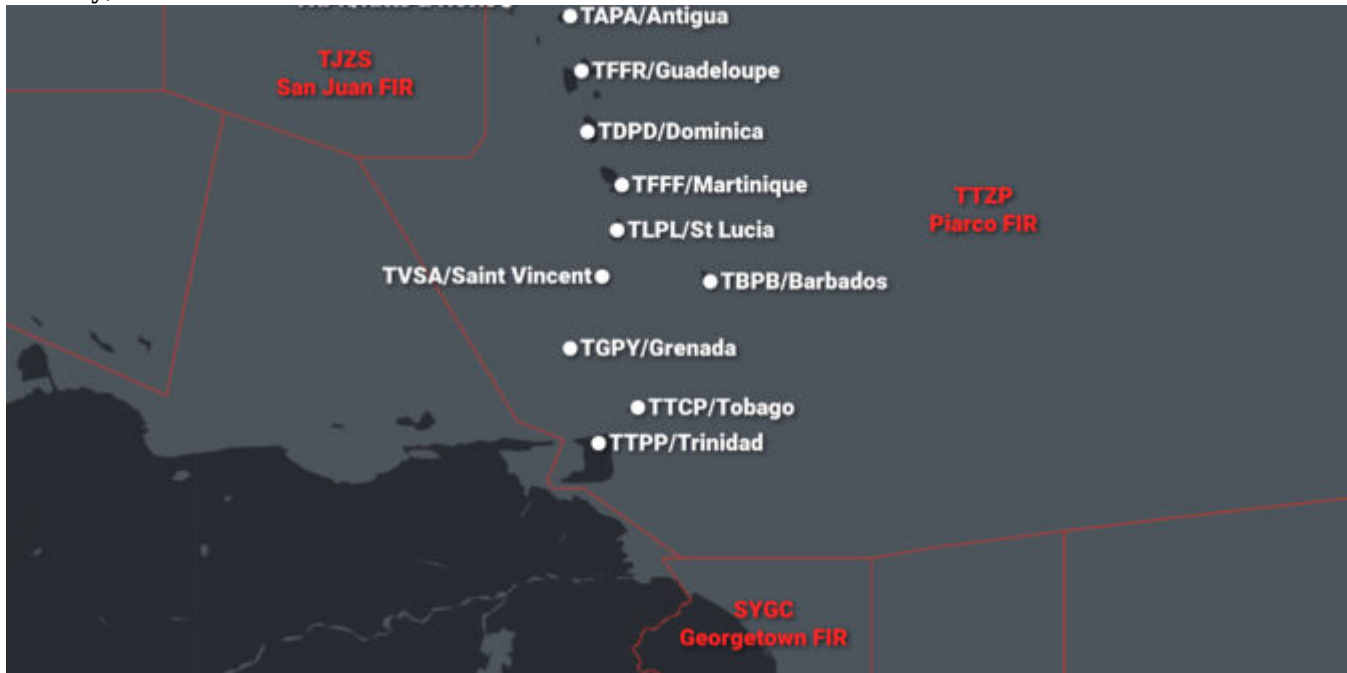 TAPA/Antigua
TJZS
San Juan FIR
TFFR/Guadeloupe
TDPD/Dominica
TFFF/Martinique
TTZP
Piarco FIR
TLPL/St Lucia
TVSA/Saint Vincent
TBPB/Barbados
TGPY/Grenada
TTCP/Tobago
TTPP/Trinidad
SYGC
Georgetown FIR